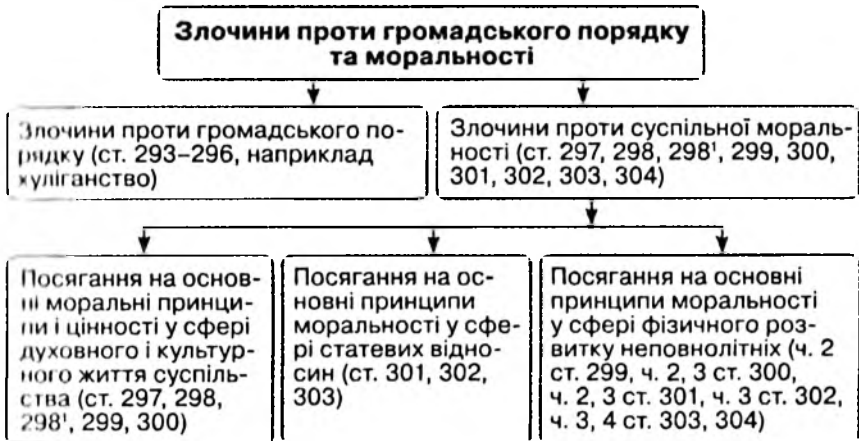 Злочини проти громадського порядку
та моральності
Злочини проти громадського по-
рядку (ст. 293–296, наприклад
хуліганство)
Злочини проти суспільної мораль-
ності (ст. 297, 298, 298¹, 299, 300,
301, 302, 303, 304)
Посягання на основ-
ні моральні принци-
пи і цінності у сфері
духовного і культур-
ного життя суспіль-
ства (ст. 297, 298,
298¹, 299, 300)
Посягання на ос-
новні принципи
моральності у сфе-
рі статевих відно-
син (ст. 301, 302,
303)
Посягання на основні
принципи моральності
у сфері фізичного роз-
витку неповнолітніх (ч. 2
ст. 299, ч. 2, 3 ст. 300,
ч. 2, 3 ст. 301, ч. 3 ст. 302,
ч. 3, 4 ст. 303, 304)